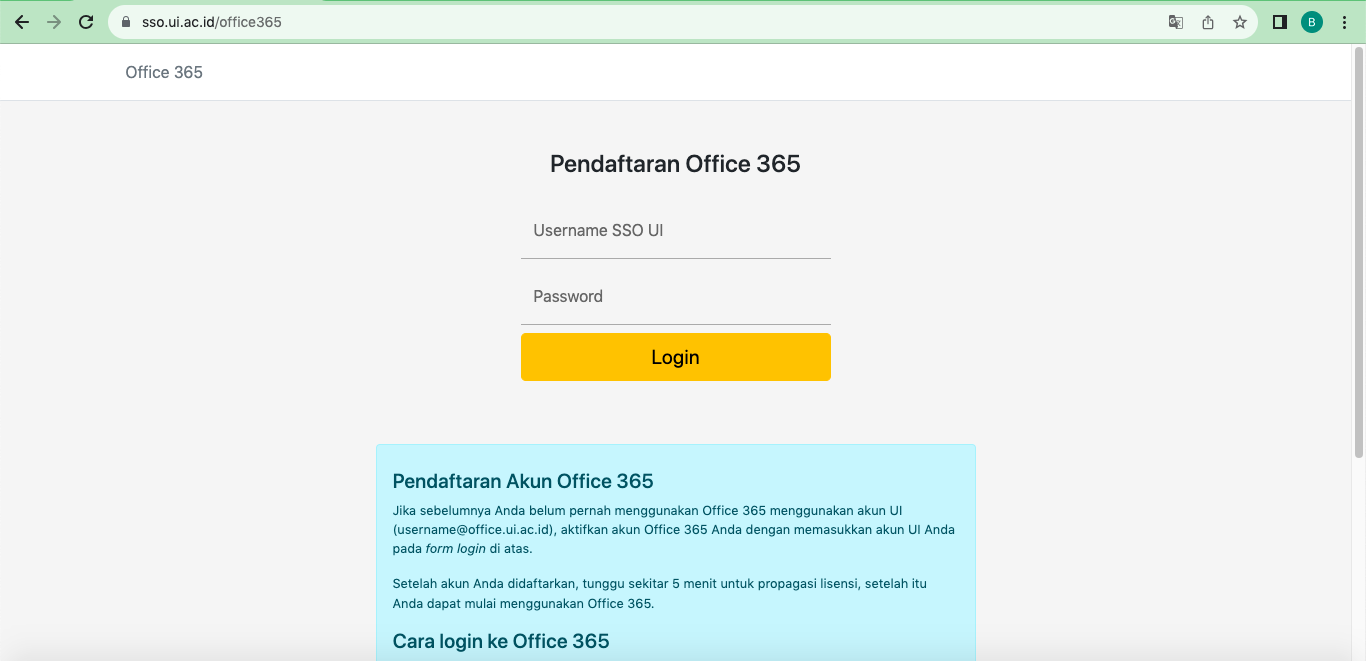 sso.ui.ac.id/office365
B
Office 365
Pendaftaran Office 365
Username SSO UI
Password
Login
Pendaftaran Akun Office 365
Jika sebelumnya Anda belum pernah menggunakan Office 365 menggunakan akun UI
(username@office.ui.ac.id), aktifkan akun Office 365 Anda dengan memasukkan akun UI Anda
pada form login di atas.
Setelah akun Anda didaftarkan, tunggu sekitar 5 menit untuk propagasi lisensi, setelah itu
Anda dapat mulai menggunakan Office 365.
Cara login ke Office 365